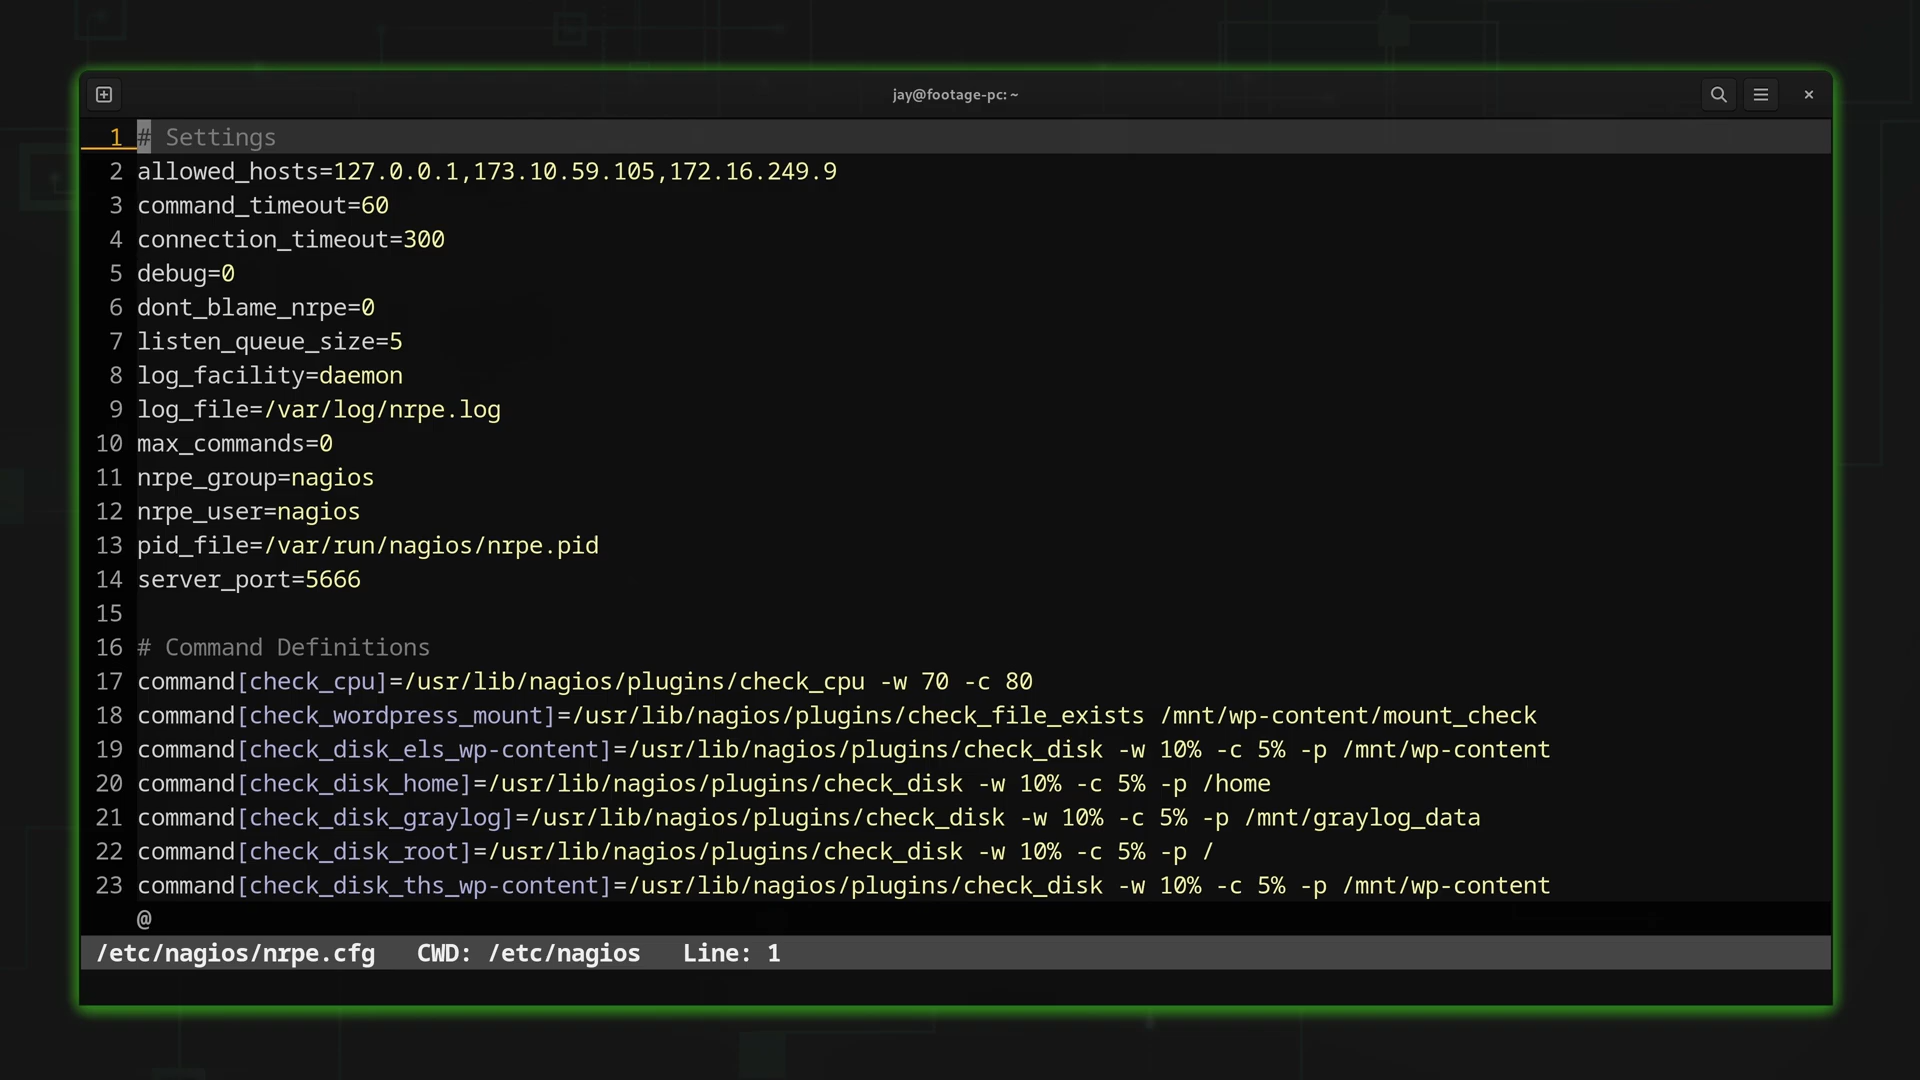 jay@footage-pc: ~
1 # Settings
2 allowed_hosts=127.0.0.1,173.10.59.105,172.16.249.9
3 command_timeout=60
4 connection_timeout=300
5 debug=0
6 dont_blame_nrpe=0
7 listen_queue_size=5
8 log_facility=daemon
9 log_file=/var/log/nrpe.log
10 max_commands=0
11 nrpe_group=nagios
12 nrpe_user=nagios
13 pid_file=/var/run/nagios/nrpe.pid
14 server_port=5666
15
16 # Command Definitions
17 command[check_cpu]=/usr/lib/nagios/plugins/check_cpu -w 70 -c 80
18 command[check_wordpress_mount]=/usr/lib/nagios/plugins/check_file_exists /mnt/wp-content/mount_check
19 command[check_disk_els_wp-content]=/usr/lib/nagios/plugins/check_disk -w 10% -c 5% -p /mnt/wp-content
20 command[check_disk_home]=/usr/lib/nagios/plugins/check_disk -w 10% -c 5% -p /home
21 command[check_disk_graylog]=/usr/lib/nagios/plugins/check_disk -w 10% -c 5% -p /mnt/graylog_data
22 command[check_disk_root]=/usr/lib/nagios/plugins/check_disk -w 10% -c 5% -p /
23 command[check_disk_ths_wp-content]=/usr/lib/nagios/plugins/check_disk -w 10% -c 5% -p /mnt/wp-content
@
/etc/nagios/nrpe.cfg CWD: /etc/nagios Line: 1